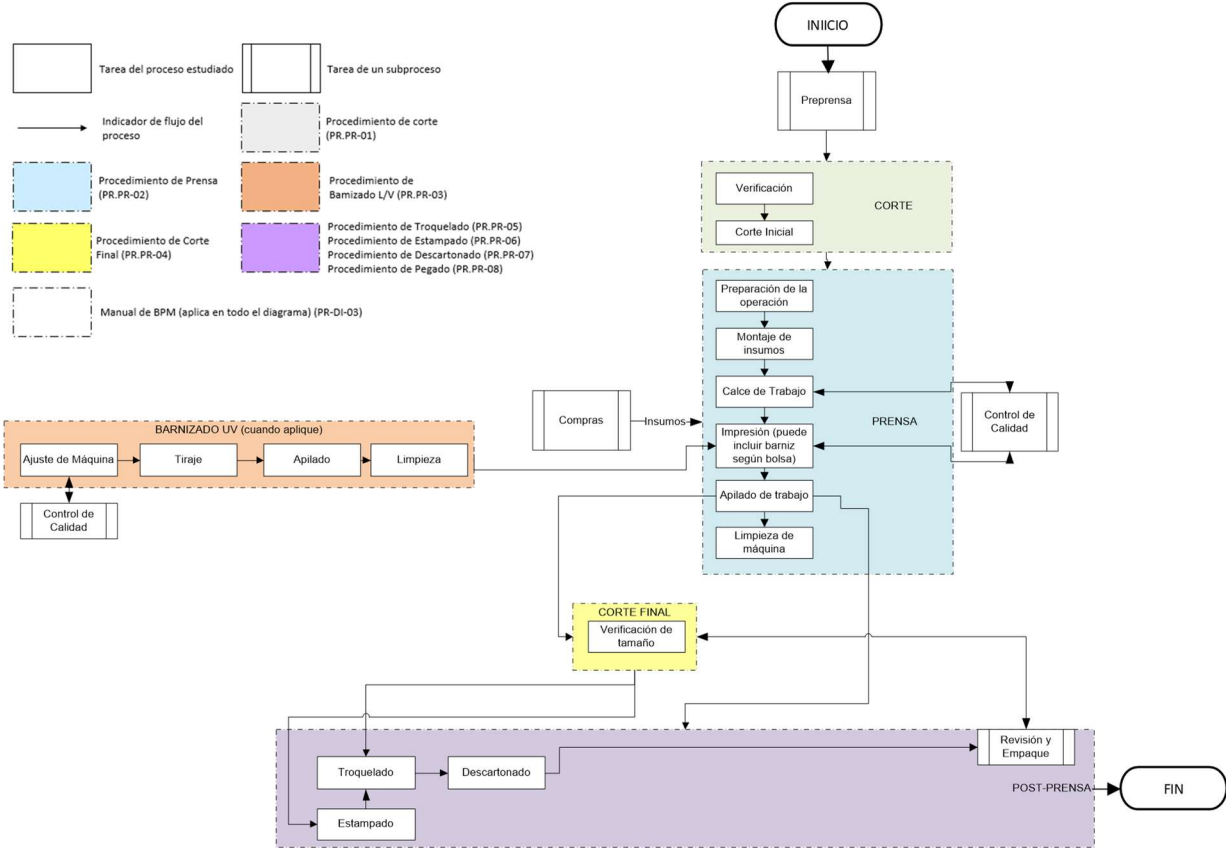 INIICIO
Preprensa
Tarea del proceso estudiado
Tarea de un subproceso
Indicador de flujo del
proceso
Procedimiento de corte
(PR.PR-01)
Procedimiento de Prensa
(PR.PR-02)
Procedimiento de
Barnizado L/V (PR.PR-03)
Procedimiento de Corte
Final (PR.PR-04)
Procedimiento de Troquelado (PR.PR-05)
Procedimiento de Estampado (PR.PR-06)
Procedimiento de Descartonado (PR.PR-07)
Procedimiento de Pegado (PR.PR-08)
Manual de BPM (aplica en todo el diagrama) (PR-DI-03)
Verificación
CORTE
Corte Inicial
Preparación de la
operación
Montaje de
insumos
Calce de Trabajo
PRENSA
Impresión (puede
incluir barniz
según bolsa)
Apilado de trabajo
Limpieza de
máquina
Compras
Insumos
Control de
Calidad
BARNIZADO UV (cuando aplique)
Ajuste de Máquina
Tiraje
Apilado
Limpieza
Control de
Calidad
CORTE FINAL
Verificación de
tamaño
Revisión y
Empaque
Troquelado
Descartonado
POST-PRENSA
FIN
Estampado